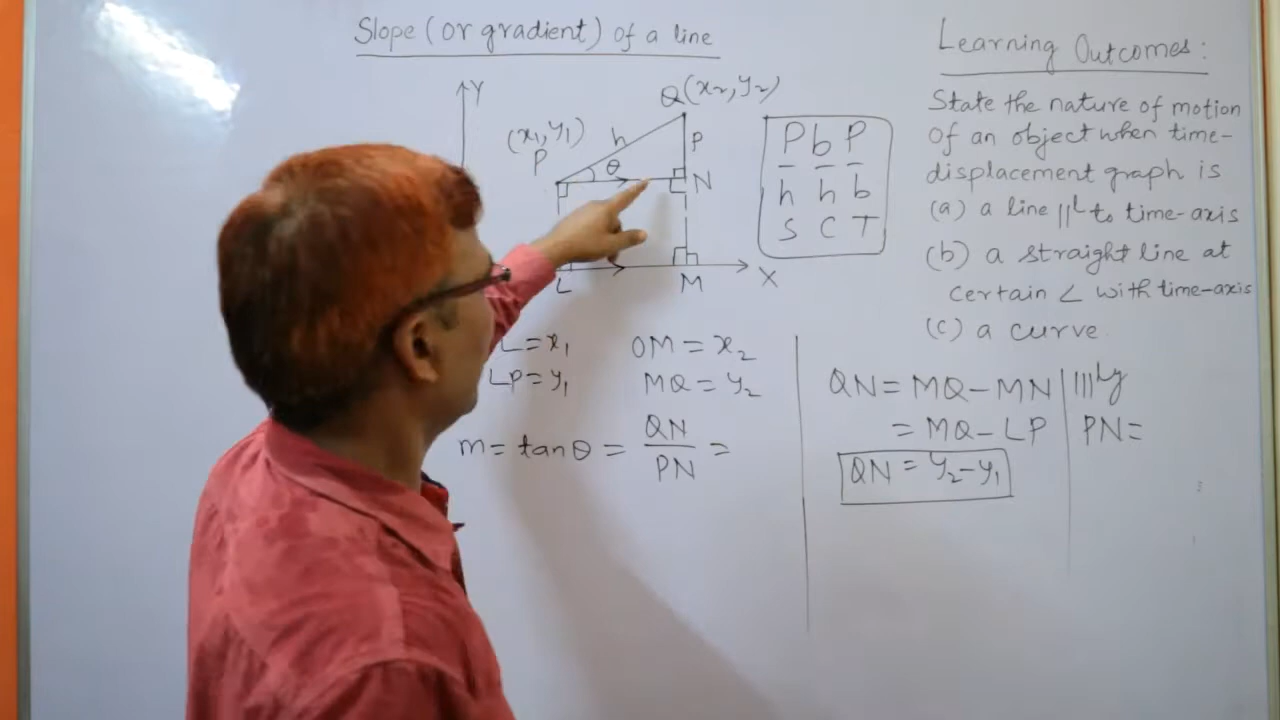 Slope (or gradient) of a line
Y
Q(x₂, y₂)
(x₁, y₁)
P
h
P
θ
N
L
M
X
P b P
h h b
S C T
L = x₁
OM = x₂
LP = y₁
MQ = y₂
m = tanθ = QN/PN =
QN = MQ - MN
= MQ - LP
QN = y₂ - y₁
|||ly
PN =
Learning Outcomes:
State the nature of motion
of an object when time-
displacement graph is
(a) a line ||L to time-axis
(b) a straight line at
certain ∠ with time-axis
(c) a curve